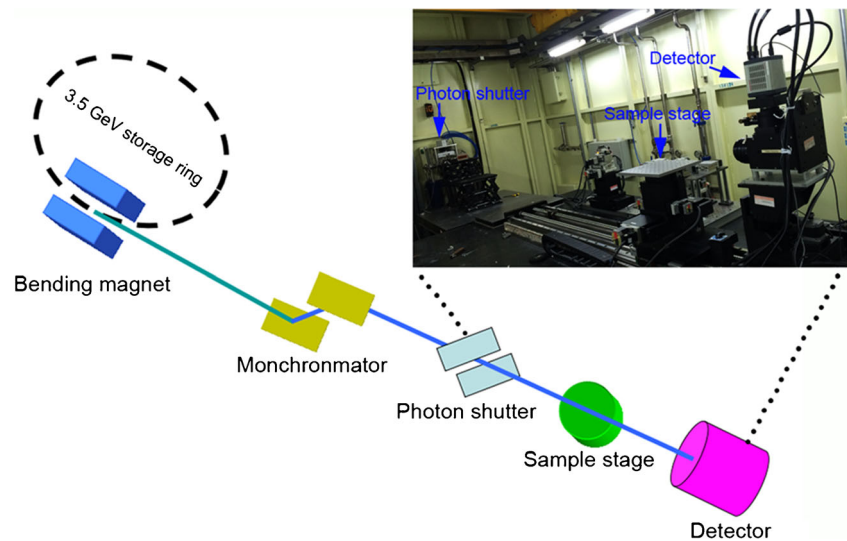 3.5 GeV storage ring
Bending magnet
Monchronmator
Photon shutter
Sample stage
Detector
Photon shutter
Sample stage
Detector